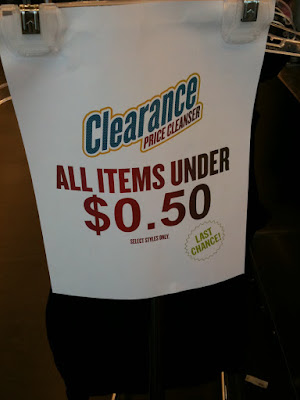 Clearance
PRICE CLEANSER
ALL ITEMS UNDER
$0.50
SELECT STYLES ONLY.
LAST
CHANCE!